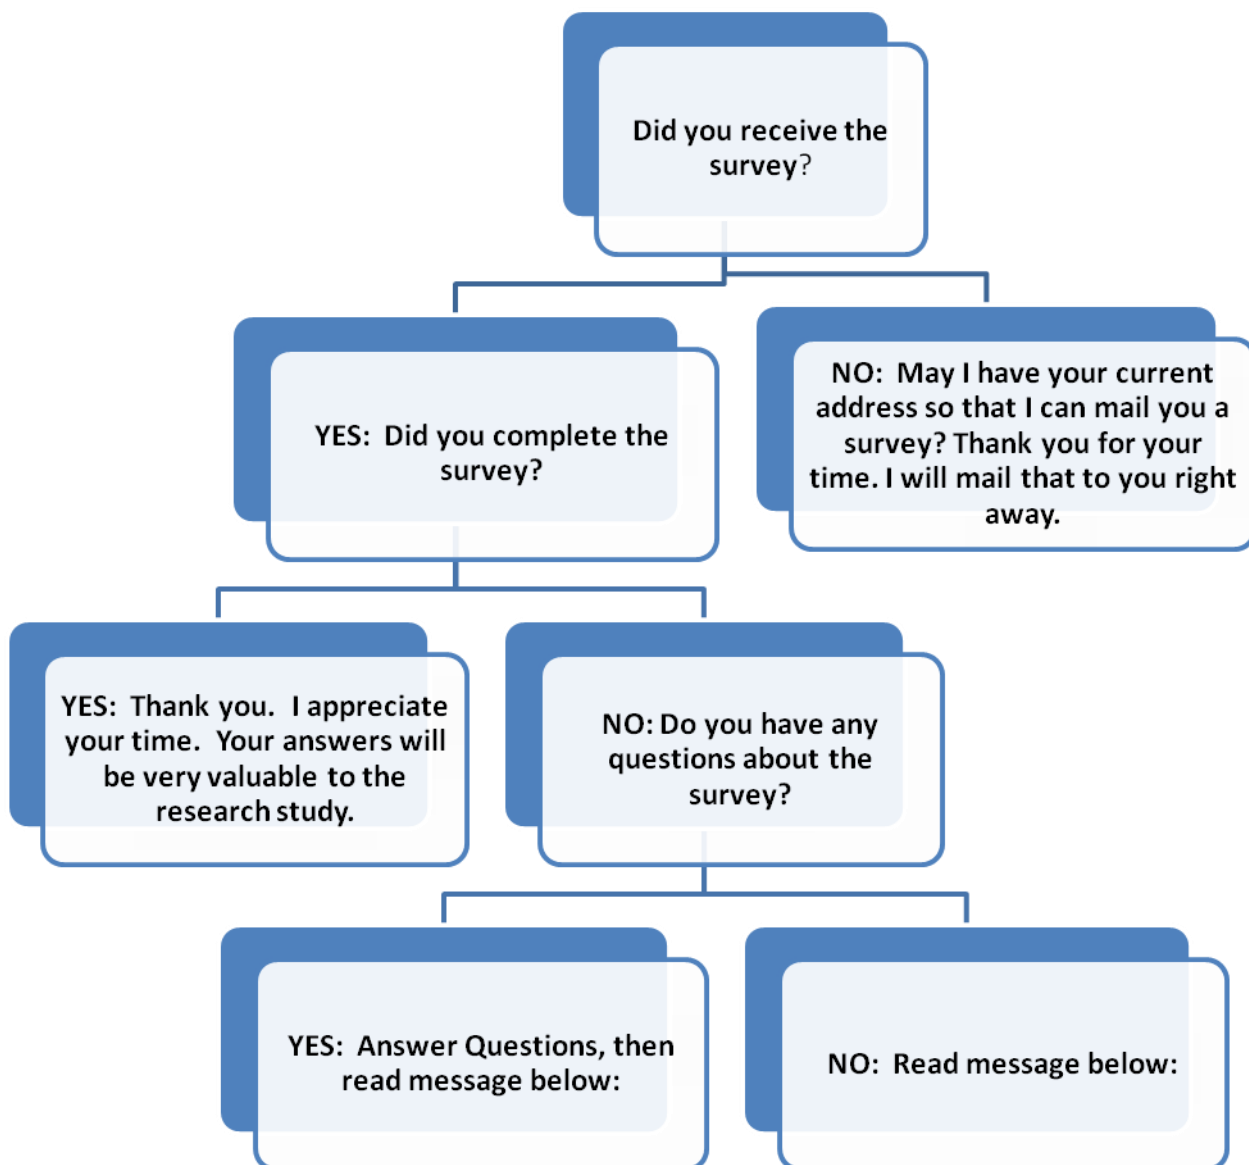 Did you receive the
survey?
YES:  Did you complete the
survey?
NO:  May I have your current
address so that I can mail you a
survey? Thank you for your
time. I will mail that to you right
away.
YES:  Thank you.  I appreciate
your time.  Your answers will
be very valuable to the
research study.
NO: Do you have any
questions about the
survey?
YES:  Answer Questions, then
read message below:
NO:  Read message below: